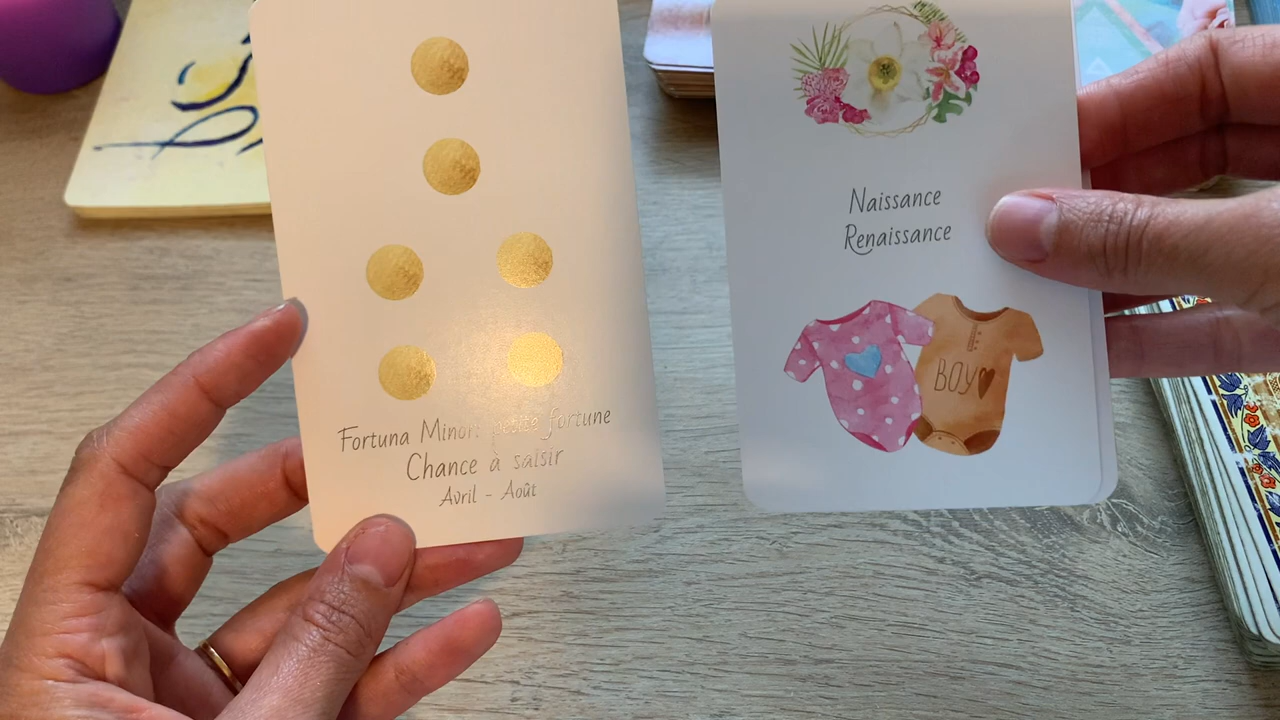 Fortuna Minor: petite fortune
Chance à saisir
Avril - Août
Naissance
Renaissance
BOY